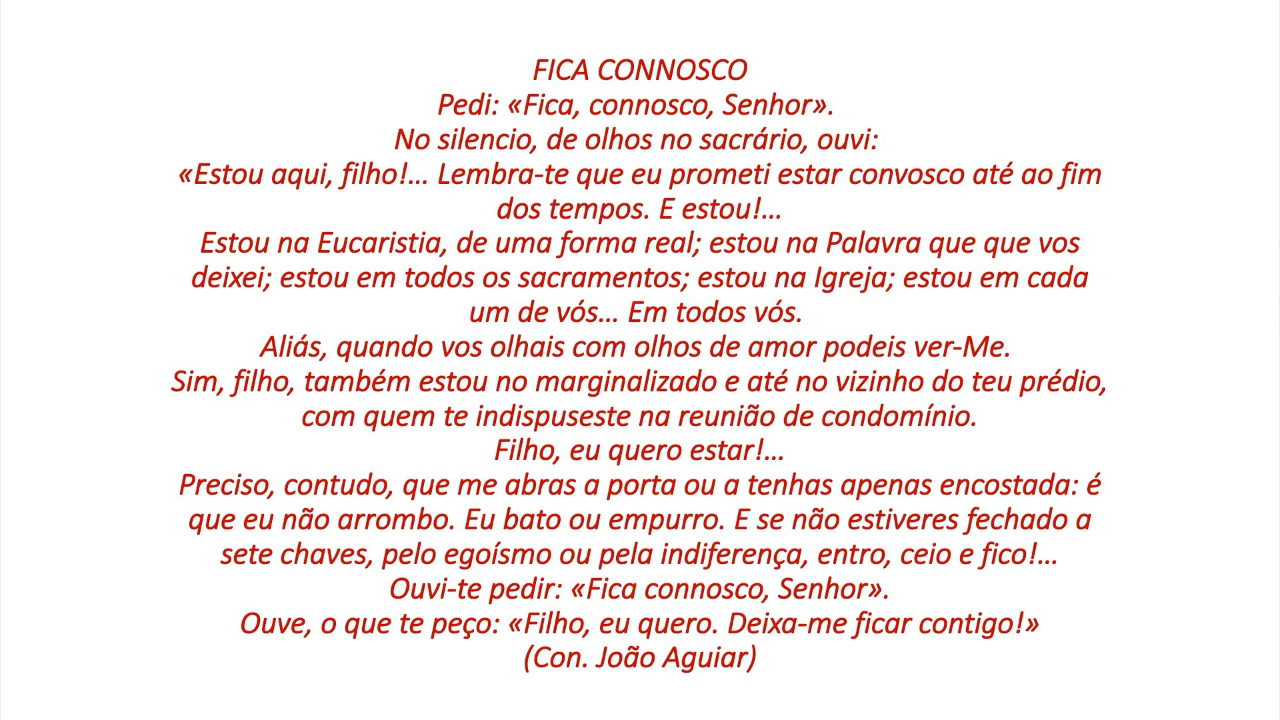 FICA CONNOSCO
Pedi: «Fica, connosco, Senhor».
No silencio, de olhos no sacrário, ouvi:
«Estou aqui, filho!... Lembra-te que eu prometi estar convosco até ao fim
dos tempos. E estou!...
Estou na Eucaristia, de uma forma real; estou na Palavra que que vos
deixei; estou em todos os sacramentos; estou na Igreja; estou em cada
um de vós... Em todos vós.
Aliás, quando vos olhais com olhos de amor podeis ver-Me.
Sim, filho, também estou no marginalizado e até no vizinho do teu prédio,
com quem te indispuseste na reunião de condomínio.
Filho, eu quero estar!...
Preciso, contudo, que me abras a porta ou a tenhas apenas encostada: é
que eu não arrombo. Eu bato ou empurro. E se não estiveres fechado a
sete chaves, pelo egoísmo ou pela indiferença, entro, ceio e fico!...
Ouvi-te pedir: «Fica connosco, Senhor».
Ouve, o que te peço: «Filho, eu quero. Deixa-me ficar contigo!»
(Con. João Aguiar)